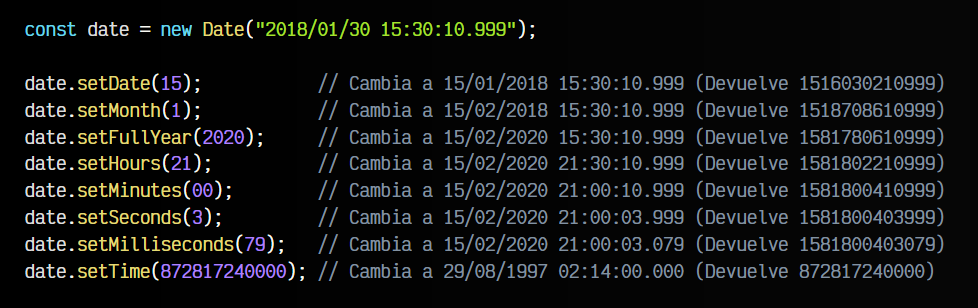 const date = new Date("2018/01/30 15:30:10.999");
date.setDate(15); // Cambia a 15/01/2018 15:30:10.999 (Devuelve 1516030210999)
date.setMonth(1); // Cambia a 15/02/2018 15:30:10.999 (Devuelve 1518708610999)
date.setFullYear(2020); // Cambia a 15/02/2020 15:30:10.999 (Devuelve 1581780610999)
date.setHours(21); // Cambia a 15/02/2020 21:30:10.999 (Devuelve 1581802210999)
date.setMinutes(00); // Cambia a 15/02/2020 21:00:10.999 (Devuelve 1581800410999)
date.setSeconds(3); // Cambia a 15/02/2020 21:00:03.999 (Devuelve 1581800403999)
date.setMilliseconds(79); // Cambia a 15/02/2020 21:00:03.079 (Devuelve 1581800403079)
date.setTime(872817240000); // Cambia a 29/08/1997 02:14:00.000 (Devuelve 872817240000)